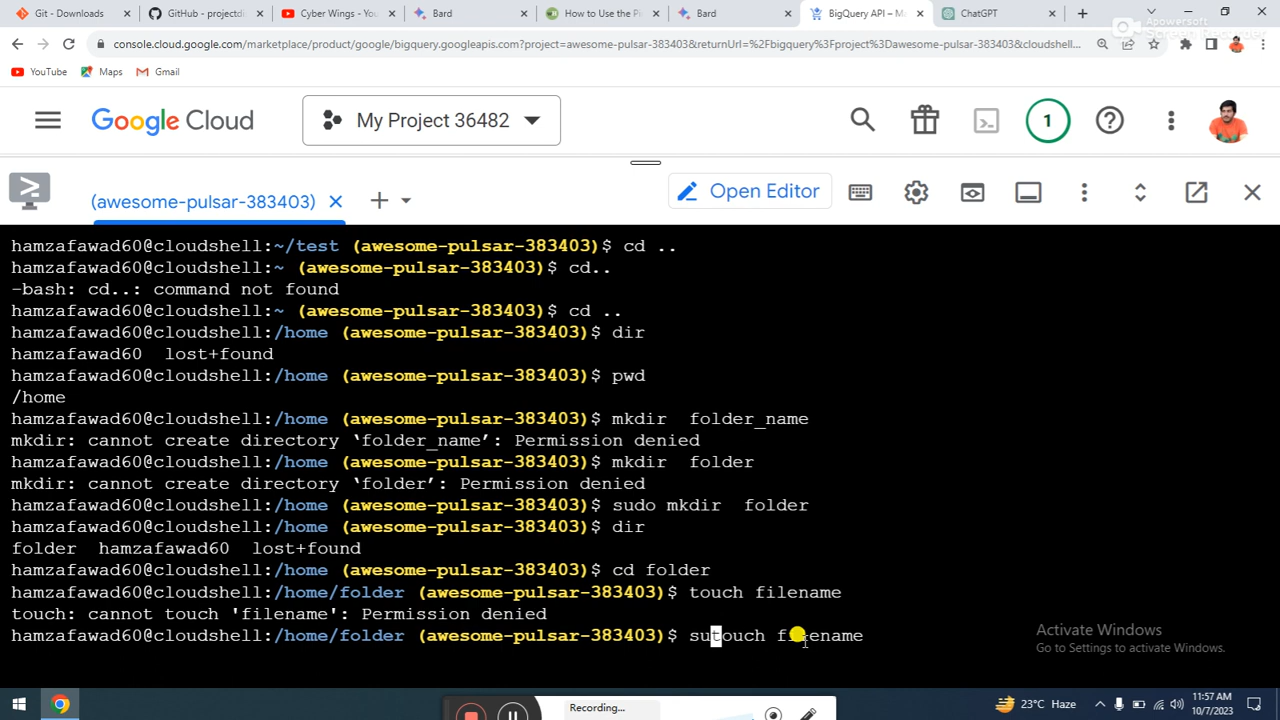 Git - Downloads
GitHub - projectdi
Cyber Wings - You
Bard
How to Use the Pl
Bard
BigQuery API – M
ChatGPT
Apowersoft
Screen Recorder
console.cloud.google.com/marketplace/product/google/bigquery.googleapis.com?project=awesome-pulsar-383403&returnUrl=%2Fbigquery%3Fproject%3Dawesome-pulsar-383403&cloudshell...
YouTube
Maps
Gmail
Google Cloud
My Project 36482
1
(awesome-pulsar-383403)
Open Editor
hamzafawad60@cloudshell:~/test (awesome-pulsar-383403)$ cd ..
hamzafawad60@cloudshell:~ (awesome-pulsar-383403)$ cd..
-bash: cd..: command not found
hamzafawad60@cloudshell:~ (awesome-pulsar-383403)$ cd ..
hamzafawad60@cloudshell:/home (awesome-pulsar-383403)$ dir
hamzafawad60  lost+found
hamzafawad60@cloudshell:/home (awesome-pulsar-383403)$ pwd
/home
hamzafawad60@cloudshell:/home (awesome-pulsar-383403)$ mkdir  folder_name
mkdir: cannot create directory ‘folder_name’: Permission denied
hamzafawad60@cloudshell:/home (awesome-pulsar-383403)$ mkdir  folder
mkdir: cannot create directory ‘folder’: Permission denied
hamzafawad60@cloudshell:/home (awesome-pulsar-383403)$ sudo mkdir  folder
hamzafawad60@cloudshell:/home (awesome-pulsar-383403)$ dir
folder  hamzafawad60  lost+found
hamzafawad60@cloudshell:/home (awesome-pulsar-383403)$ cd folder
hamzafawad60@cloudshell:/home/folder (awesome-pulsar-383403)$ touch filename
touch: cannot touch 'filename': Permission denied
hamzafawad60@cloudshell:/home/folder (awesome-pulsar-383403)$ sutouch filename
Activate Windows
Go to Settings to activate Windows.
Recording...
23°C Haze
11:57 AM
10/7/2023